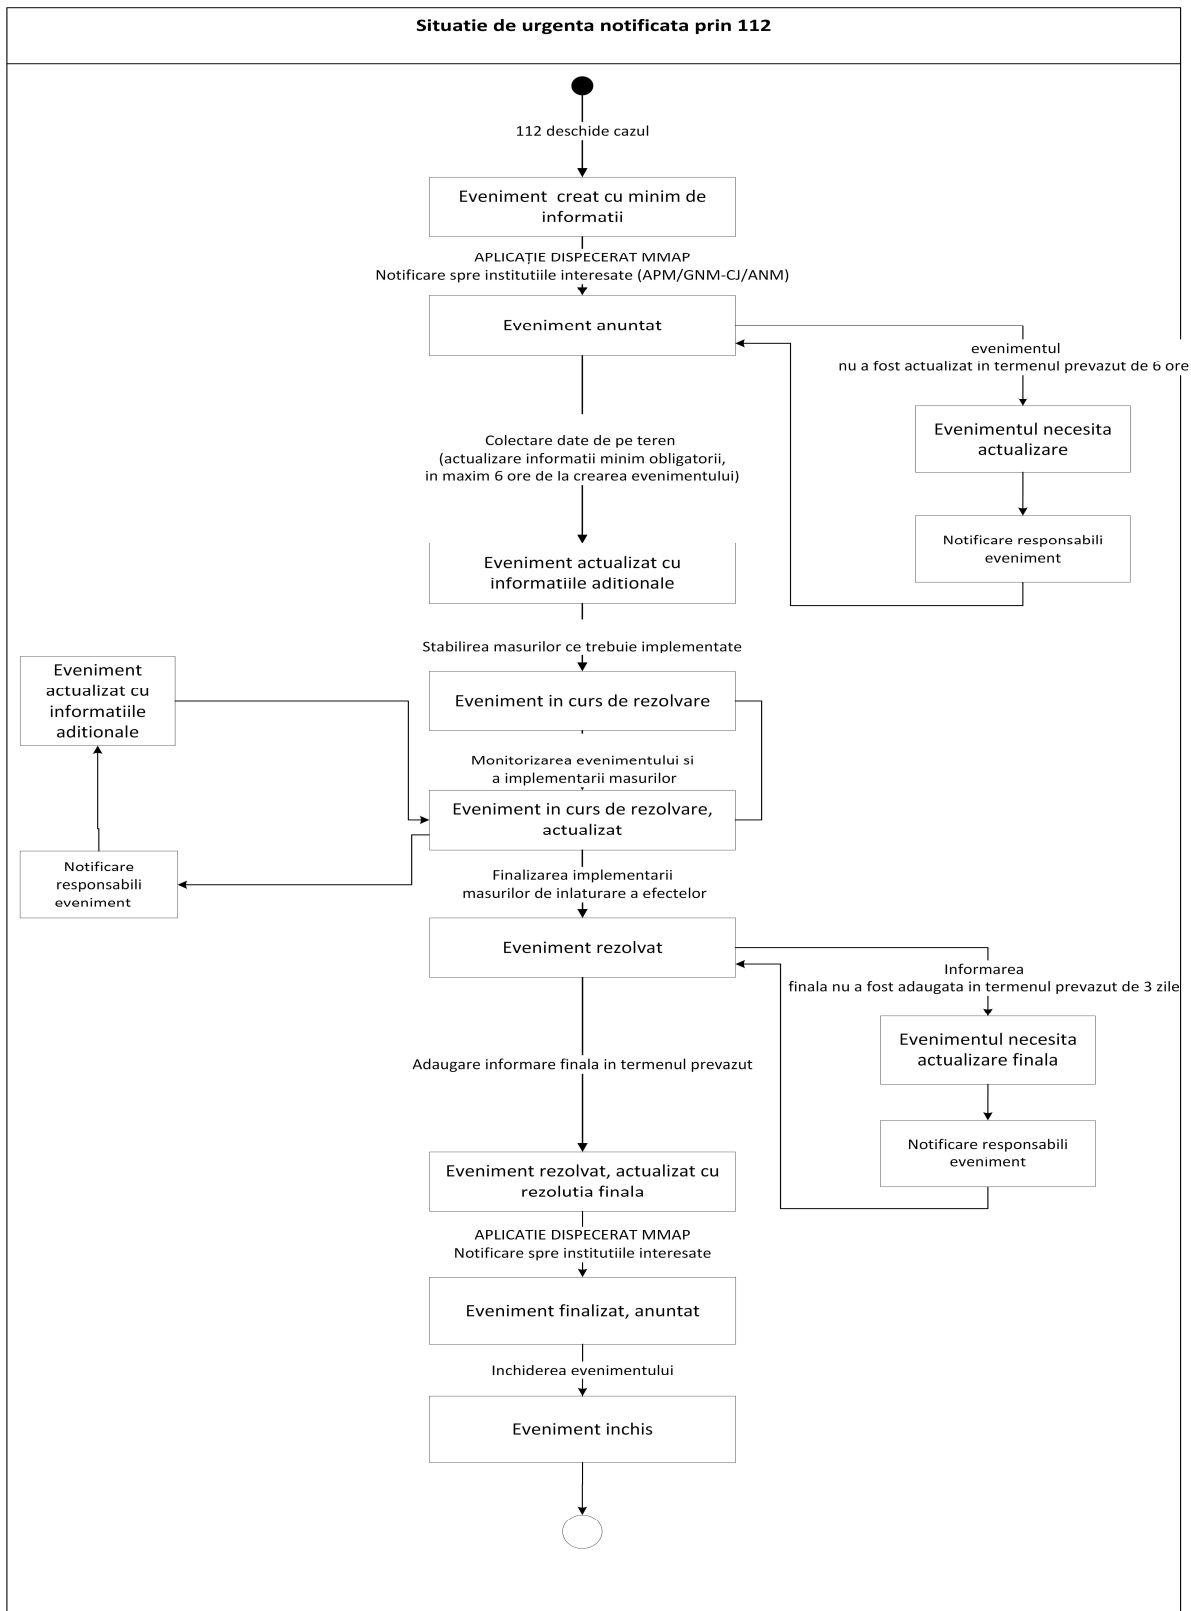 Situatie de urgenta notificata prin 112
112 deschide cazul
Eveniment creat cu minim de
informatii
APLICAȚIE DISPECERAT MMAP
Notificare spre institutiile interesate (APM/GNM-CJ/ANM)
Eveniment anuntat
evenimentul
nu a fost actualizat in termenul prevazut de 6 ore
Evenimentul necesita
actualizare
Colectare date de pe teren
(actualizare informatii minim obligatorii,
in maxim 6 ore de la crearea evenimentului)
Notificare responsabili
eveniment
Eveniment actualizat cu
informatiile aditionale
Stabilirea masurilor ce trebuie implementate
Eveniment
actualizat cu
informatiile
aditionale
Eveniment in curs de rezolvare
Monitorizarea evenimentului si
a implementarii masurilor
Eveniment in curs de rezolvare,
actualizat
Notificare
responsabili
eveniment
Finalizarea implementarii
masurilor de inlaturare a efectelor
Eveniment rezolvat
Informarea
finala nu a fost adaugata in termenul prevazut de 3 zile
Evenimentul necesita
actualizare finala
Adaugare informare finala in termenul prevazut
Notificare responsabili
eveniment
Eveniment rezolvat, actualizat cu
rezolutia finala
APLICATIE DISPECERAT MMAP
Notificare spre institutiile interesate
Eveniment finalizat, anuntat
Inchiderea evenimentului
Eveniment inchis